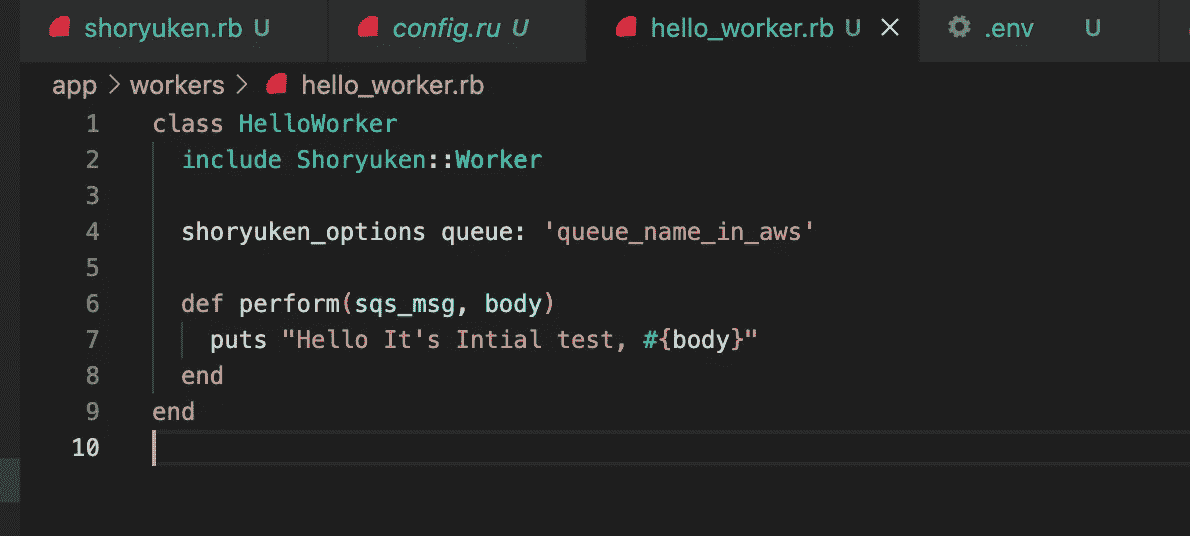 shoryuken.rb U config.ru U hello_worker.rb U .env U
app > workers > hello_worker.rb
1 class HelloWorker
2   include Shoryuken::Worker
3
4   shoryuken_options queue: 'queue_name_in_aws'
5
6   def perform(sqs_msg, body)
7     puts "Hello It's Intial test, #{body}"
8   end
9 end
10